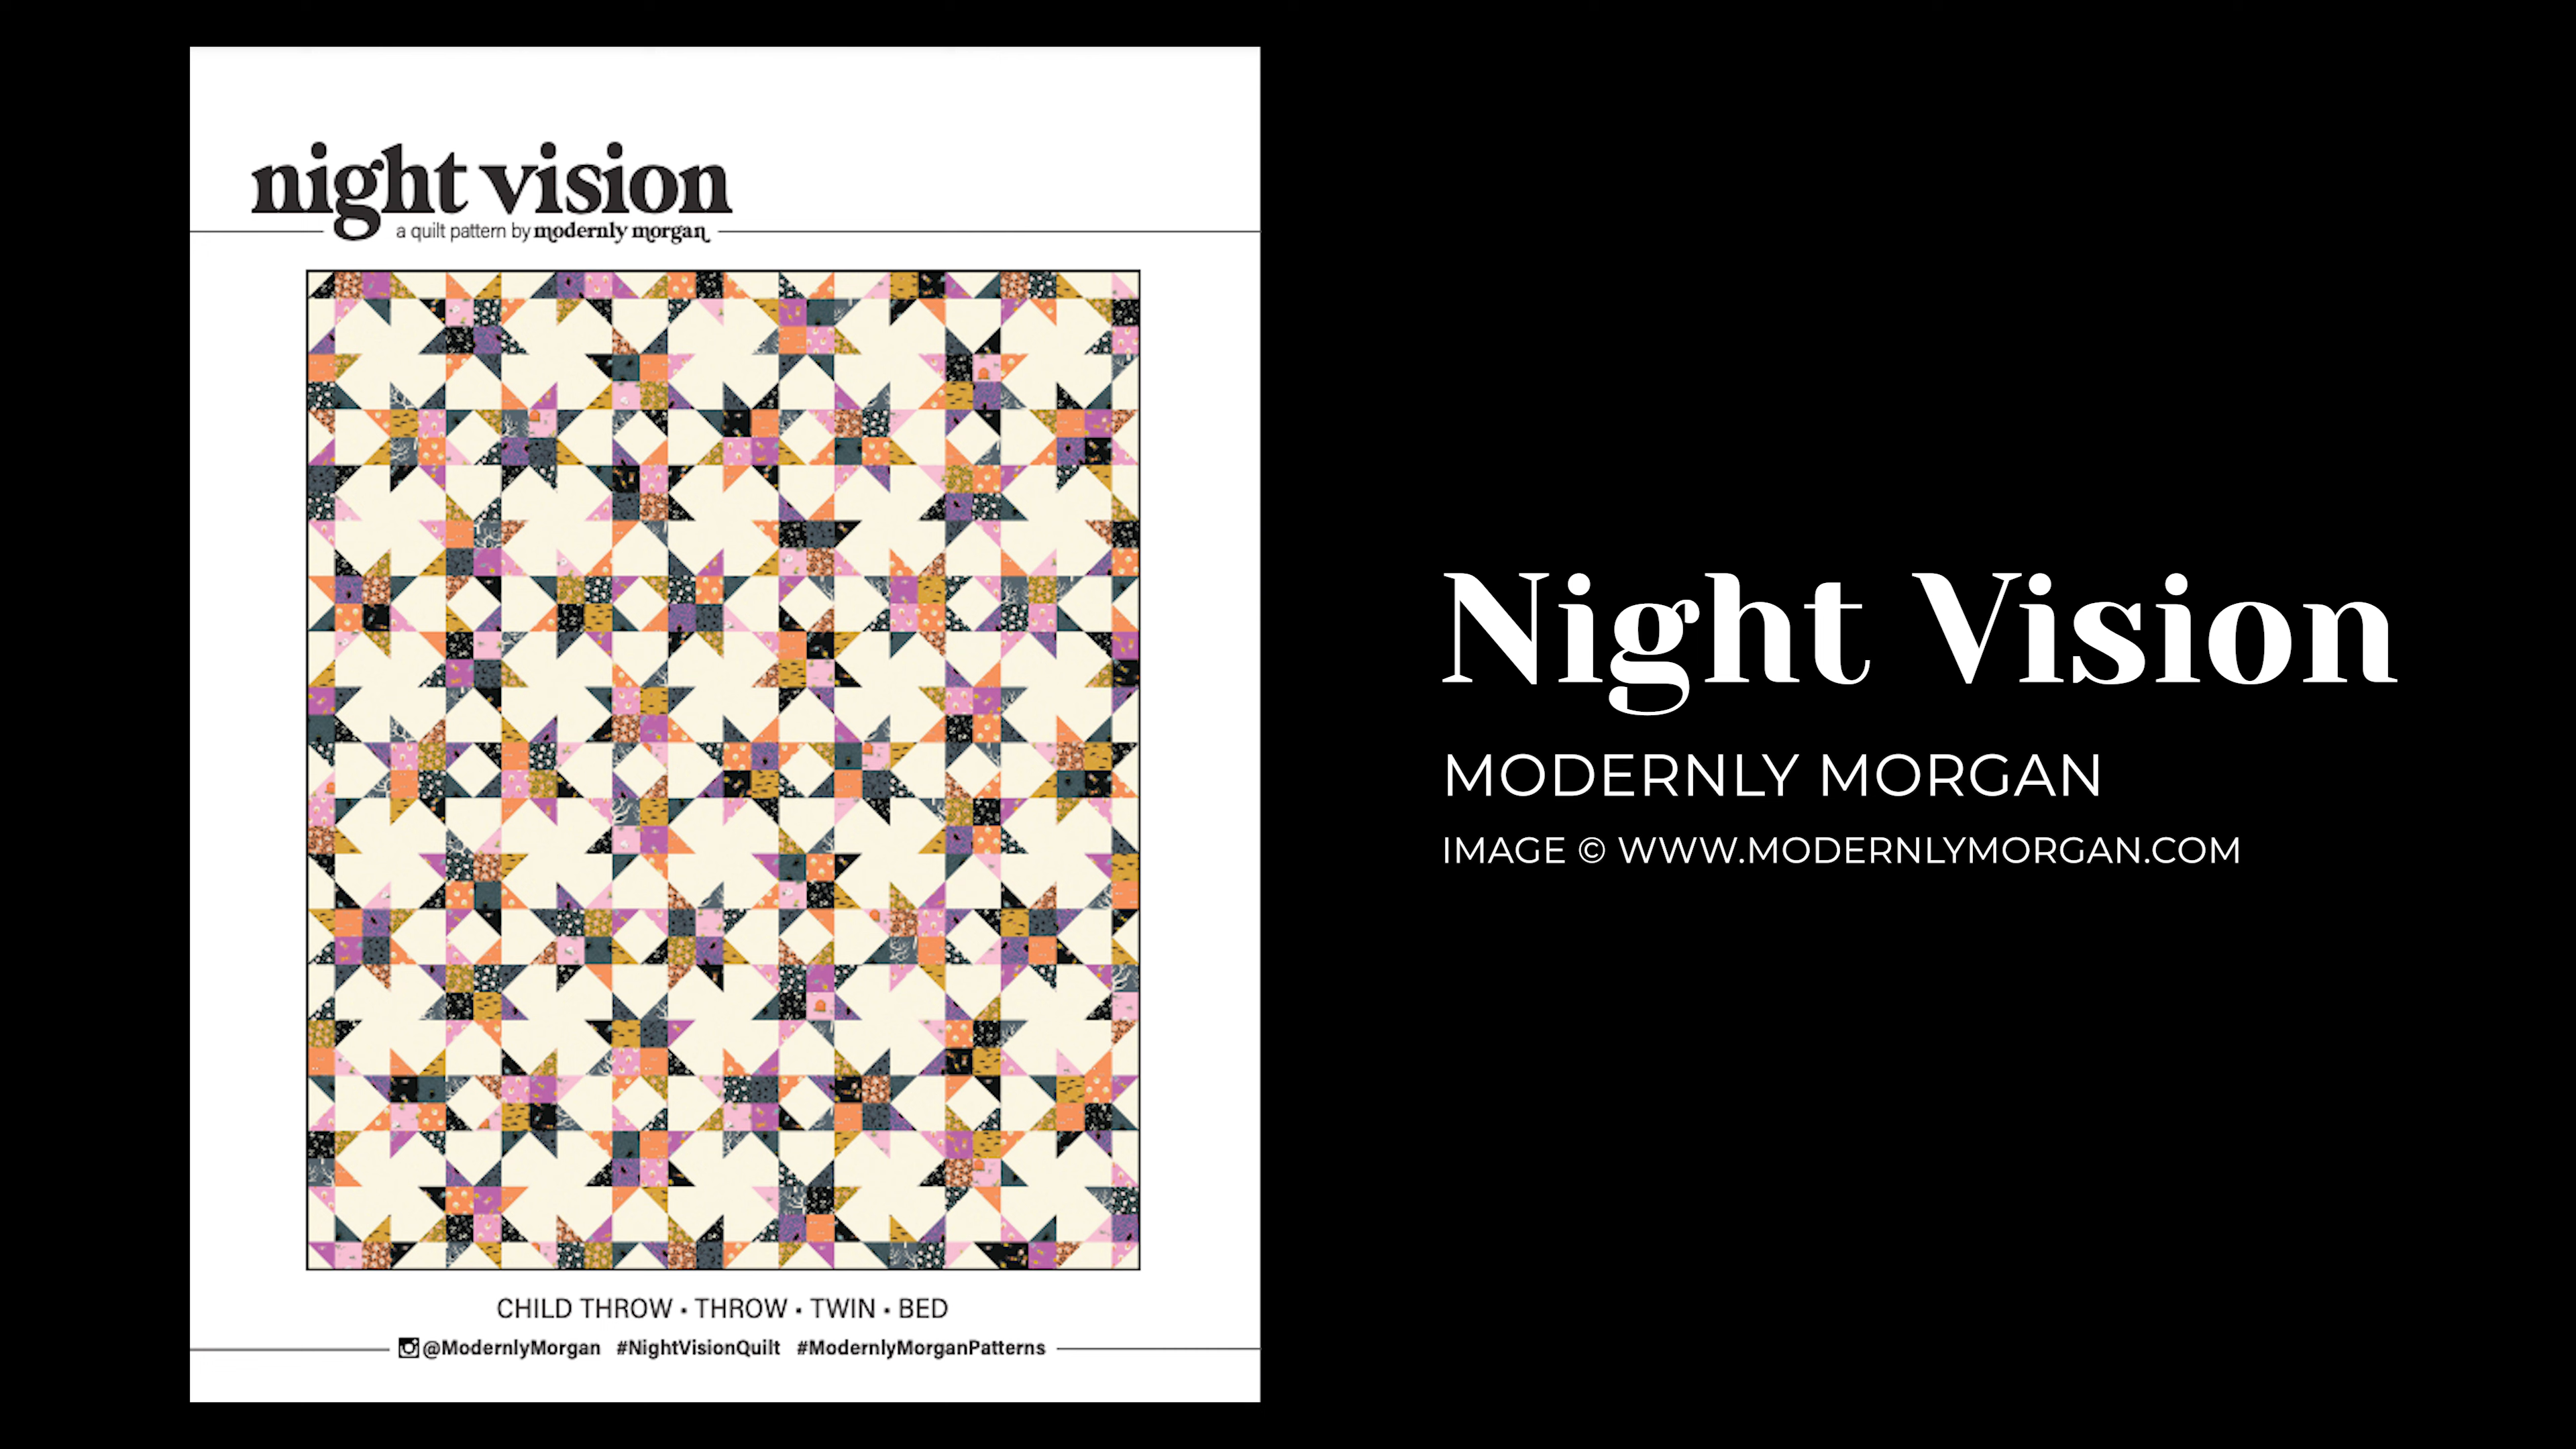 night vision
a quilt pattern by modernly morgan
CHILD THROW • THROW • TWIN • BED
@ModernlyMorgan #NightVisionQuilt #ModernlyMorganPatterns
Night Vision
MODERNLY MORGAN
IMAGE © WWW.MODERNLYMORGAN.COM